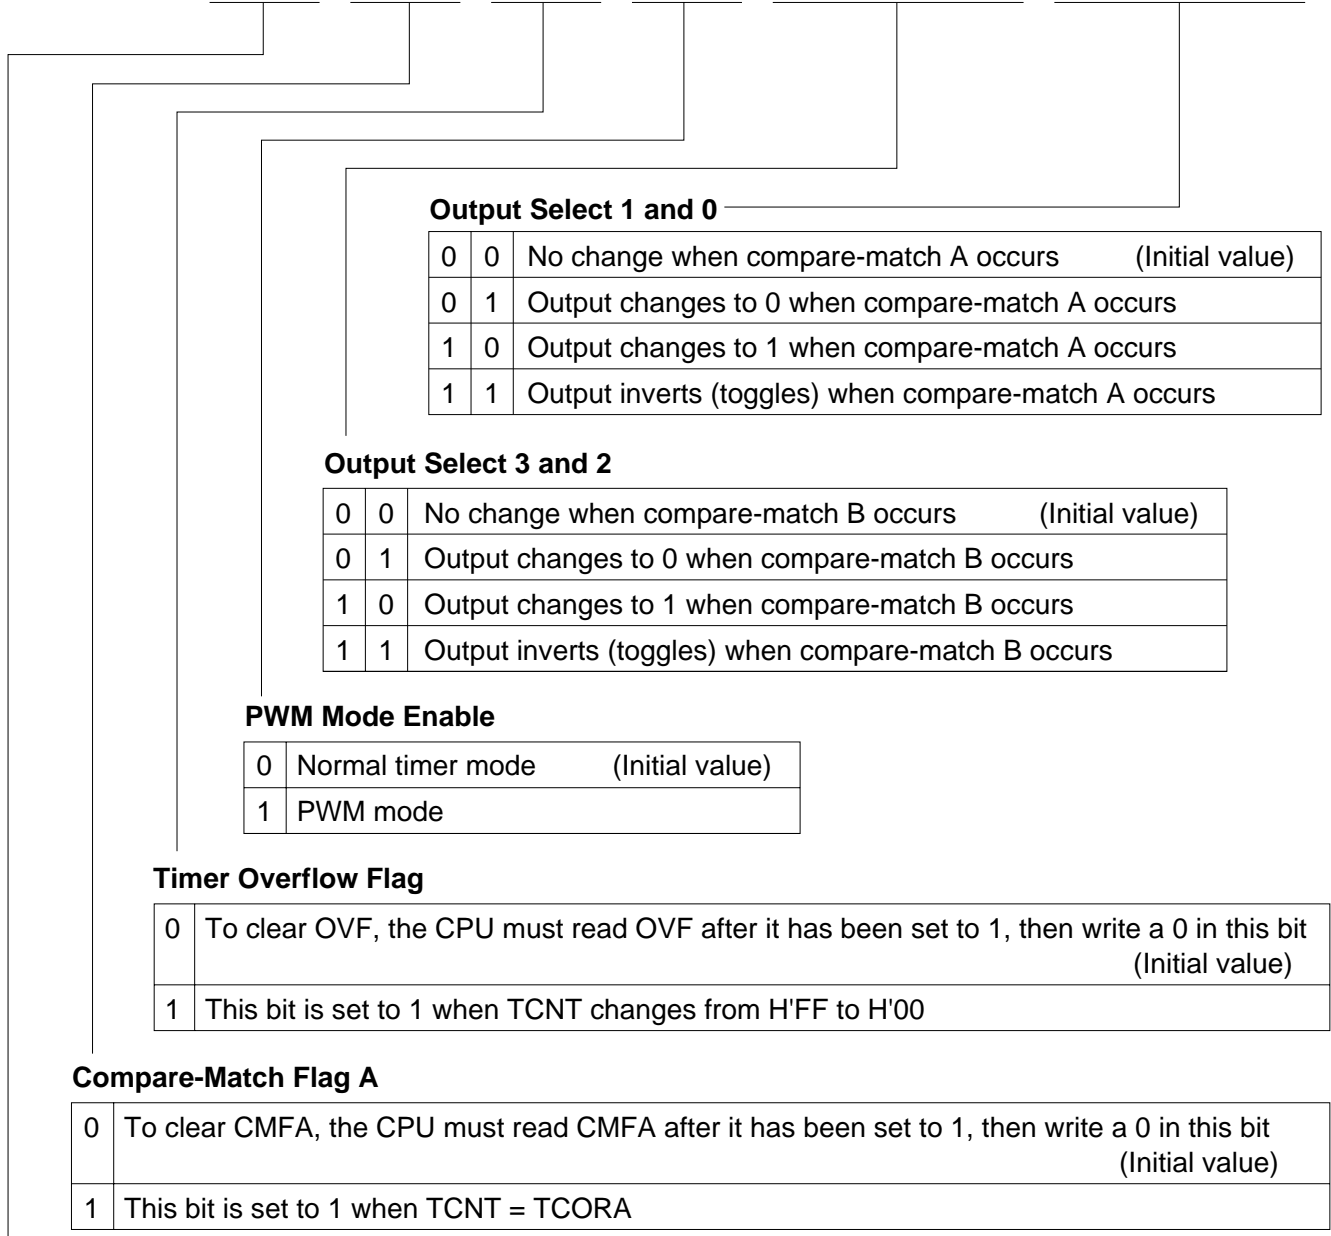 Output Select 1 and 0
0 0 No change when compare-match A occurs (Initial value)
0 1 Output changes to 0 when compare-match A occurs
1 0 Output changes to 1 when compare-match A occurs
1 1 Output inverts (toggles) when compare-match A occurs
Output Select 3 and 2
0 0 No change when compare-match B occurs (Initial value)
0 1 Output changes to 0 when compare-match B occurs
1 0 Output changes to 1 when compare-match B occurs
1 1 Output inverts (toggles) when compare-match B occurs
PWM Mode Enable
0 Normal timer mode (Initial value)
1 PWM mode
Timer Overflow Flag
0 To clear OVF, the CPU must read OVF after it has been set to 1, then write a 0 in this bit
(Initial value)
1 This bit is set to 1 when TCNT changes from H'FF to H'00
Compare-Match Flag A
0 To clear CMFA, the CPU must read CMFA after it has been set to 1, then write a 0 in this bit
(Initial value)
1 This bit is set to 1 when TCNT = TCORA